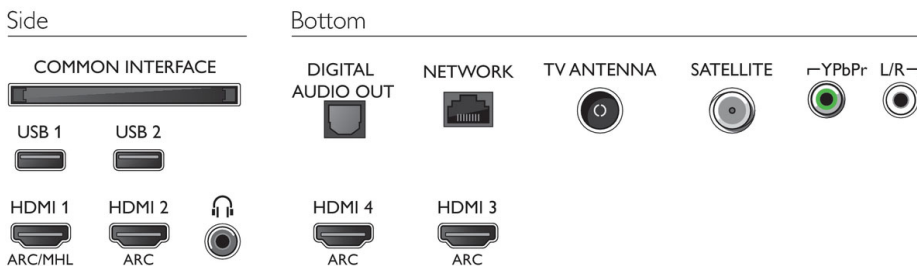 Side
COMMON INTERFACE
USB 1 USB 2
HDMI 1 HDMI 2
ARC/MHL ARC
Bottom
DIGITAL AUDIO OUT
NETWORK
TV ANTENNA
SATELLITE
YPbPr L/R
HDMI 4 HDMI 3
ARC ARC